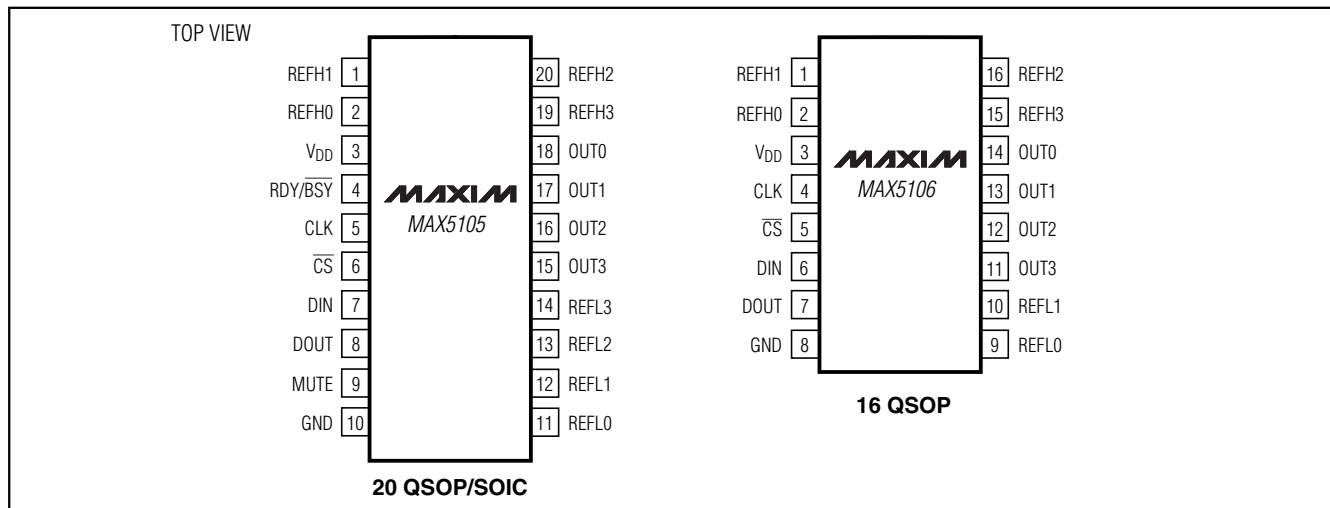 TOP VIEW
REFH1 1 20 REFH2
REFH0 2 19 REFH3
VDD 3 18 OUT0
RDY/BSY 4 17 OUT1
CLK 5 16 OUT2
CS 6 15 OUT3
DIN 7 14 REFL3
DOUT 8 13 REFL2
MUTE 9 12 REFL1
GND 10 11 REFL0
MAXIM
MAX5105
20 QSOP/SOIC
REFH1 1 16 REFH2
REFH0 2 15 REFH3
VDD 3 14 OUT0
CLK 4 13 OUT1
CS 5 12 OUT2
DIN 6 11 OUT3
DOUT 7 10 REFL1
GND 8 9 REFL0
MAXIM
MAX5106
16 QSOP